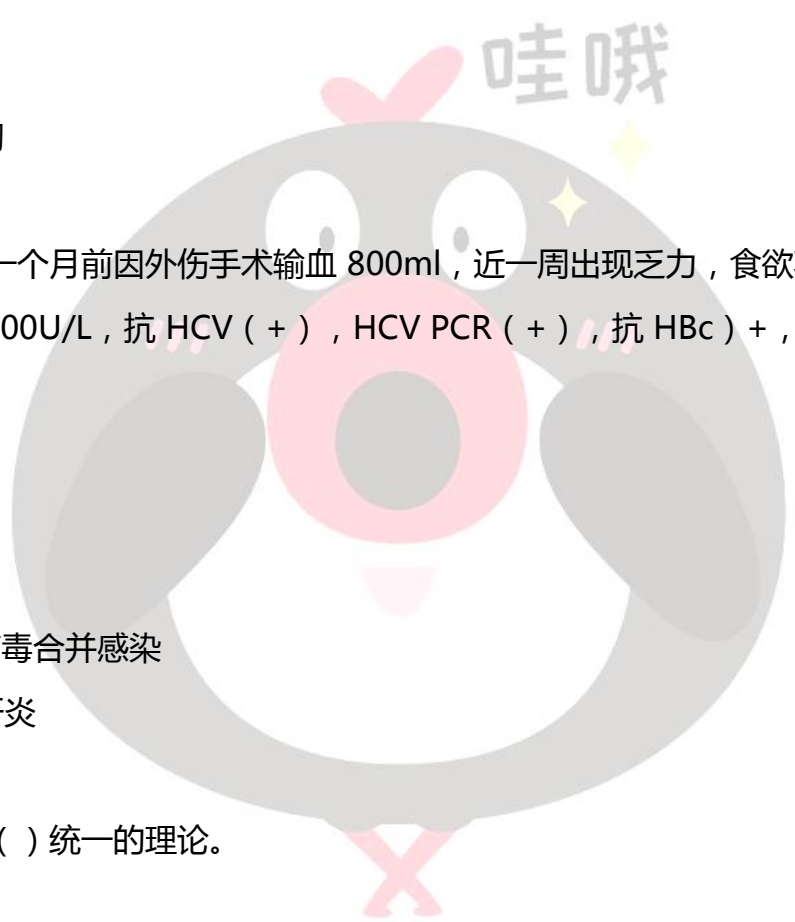 哇哦
一个月前因外伤手术输血 800ml，近一周出现乏力，食欲
00U/L，抗 HCV（+），HCV PCR（+），抗 HBc）+，
毒合并感染
炎
（）统一的理论。